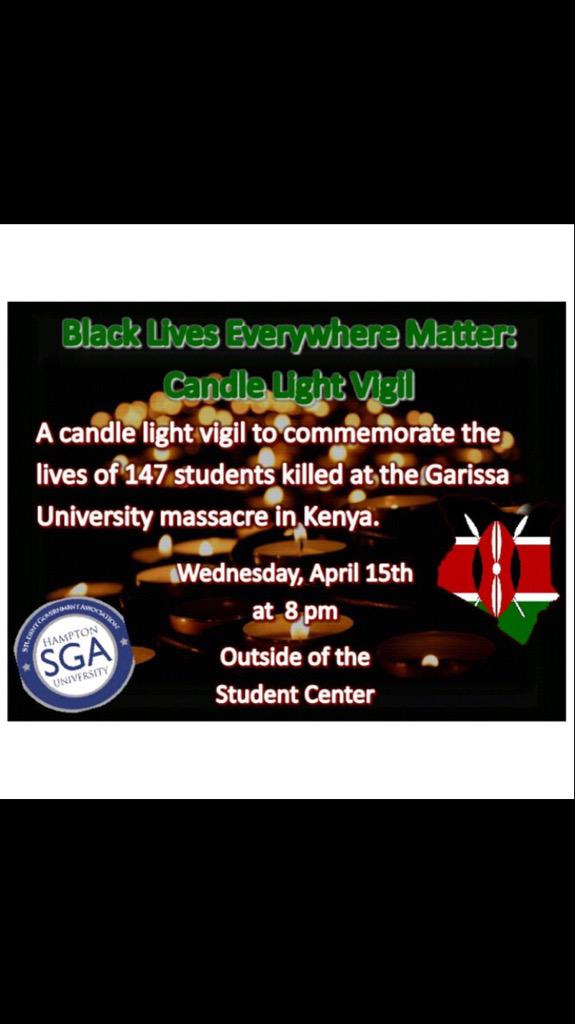 Black Lives Everywhere Matter:
Candle Light Vigil
A candle light vigil to commemorate the
lives of 147 students killed at the Garissa
University massacre in Kenya.
Wednesday, April 15th
at 8 pm
Outside of the
Student Center
STUDENT GOVERNMENT ASSOCIATION
HAMPTON
SGA
UNIVERSITY